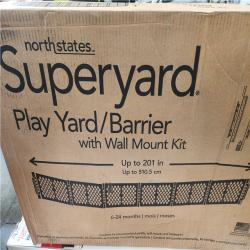 northstates™
Superyard®
Play Yard/Barrier
with Wall Mount Kit
Up to 201 in
Up to 510.5 cm
6-24 months | mois | meses